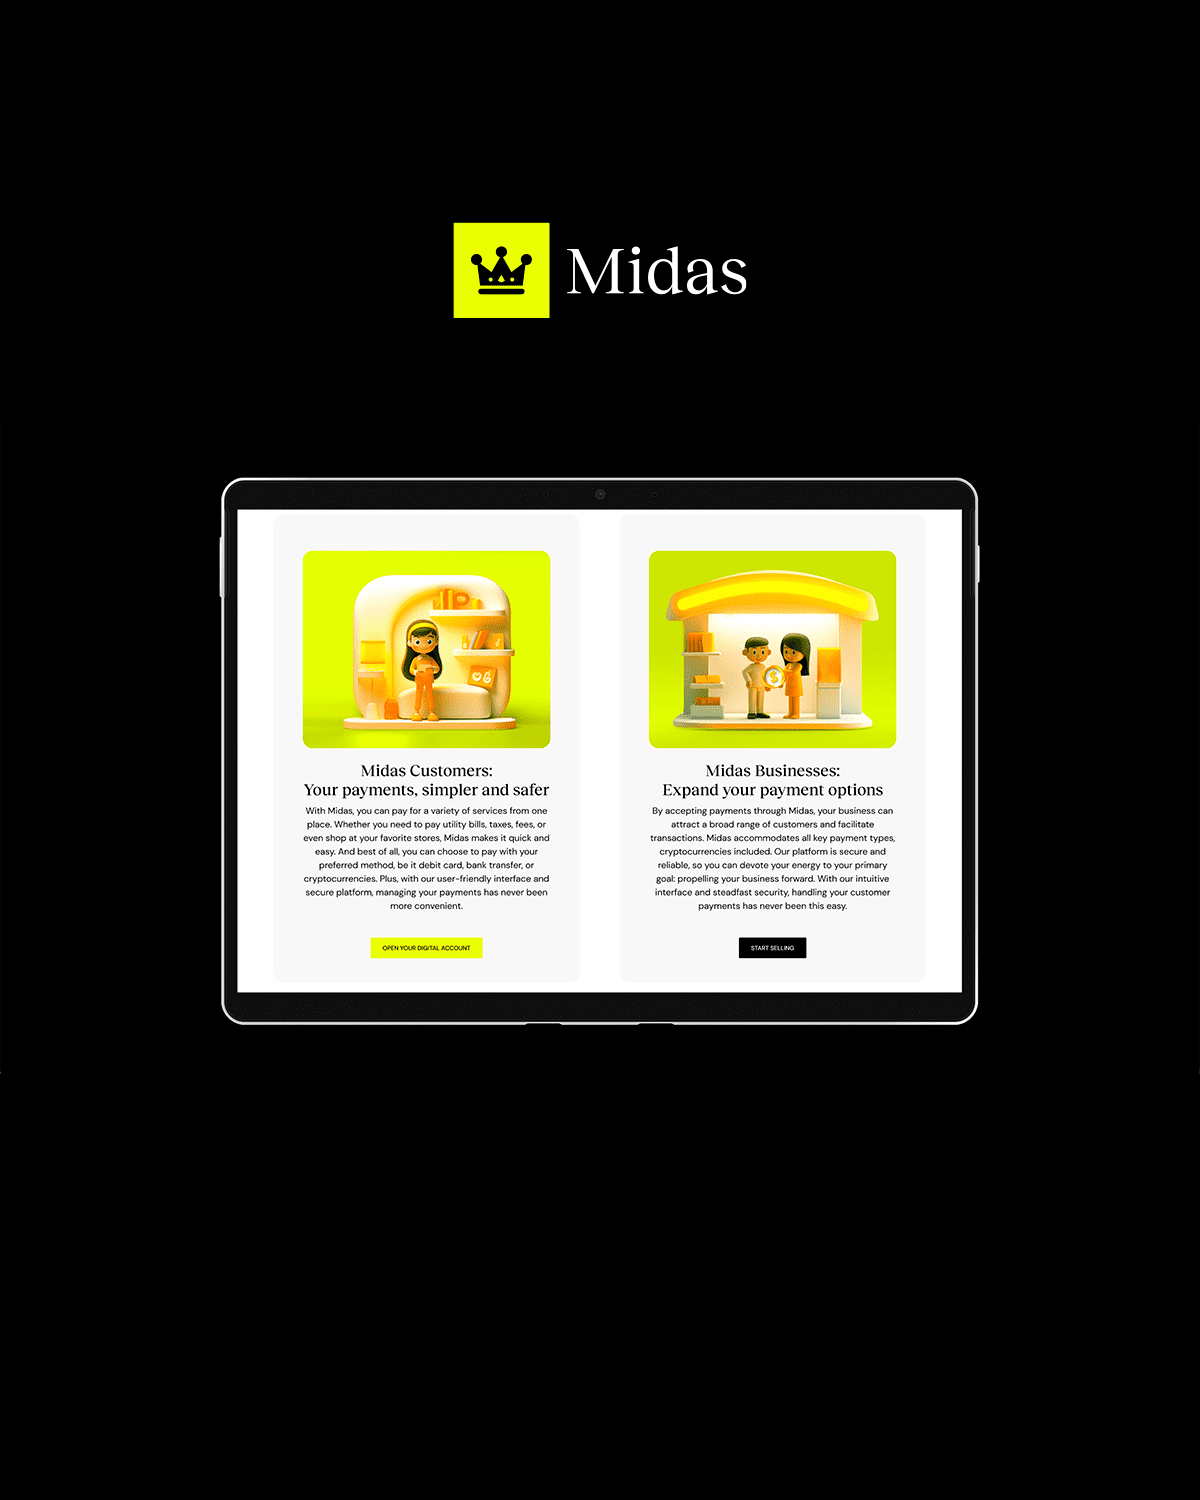 Midas
Midas Customers:
Your payments, simpler and safer
With Midas, you can pay for a variety of services from one
place. Whether you need to pay utility bills, taxes, fees, or
even shop at your favorite stores, Midas makes it quick and
easy. And best of all, you can choose to pay with your
preferred method, be it debit card, bank transfer, or
cryptocurrencies. Plus, with our user-friendly interface and
secure platform, managing your payments has never been
more convenient.
OPEN YOUR DIGITAL ACCOUNT
$
Midas Businesses:
Expand your payment options
By accepting payments through Midas, your business can
attract a broad range of customers and facilitate
transactions. Midas accommodates all key payment types,
cryptocurrencies included. Our platform is secure and
reliable, so you can devote your energy to your primary
goal: propelling your business forward. With our intuitive
interface and steadfast security, handling your customer
payments has never been this easy.
START SELLING